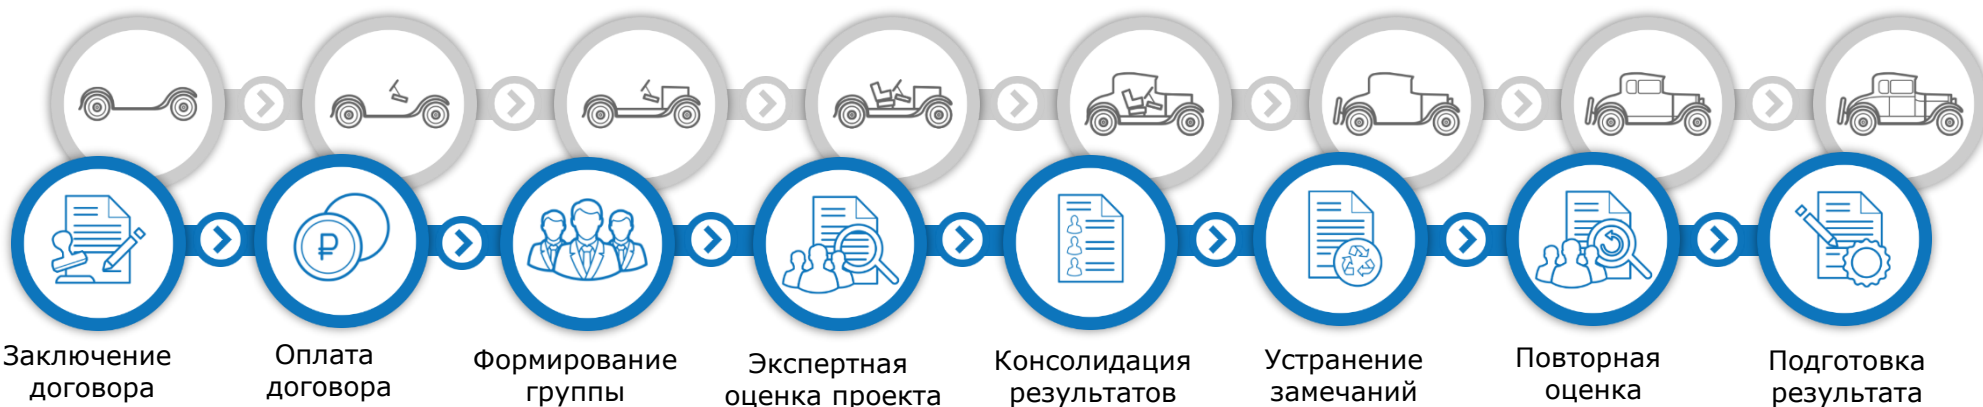 Заключение
договора
Оплата
договора
Формирование
группы
Экспертная
оценка проекта
Консолидация
результатов
Устранение
замечаний
Повторная
оценка
Подготовка
результата